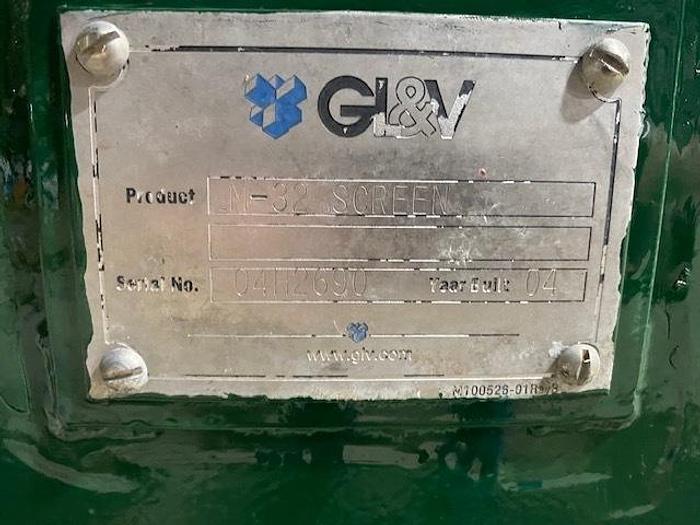 GL&V
Product M-32 SCREEN
Serial No. 04H2690 Year Built 04
www.glv.com